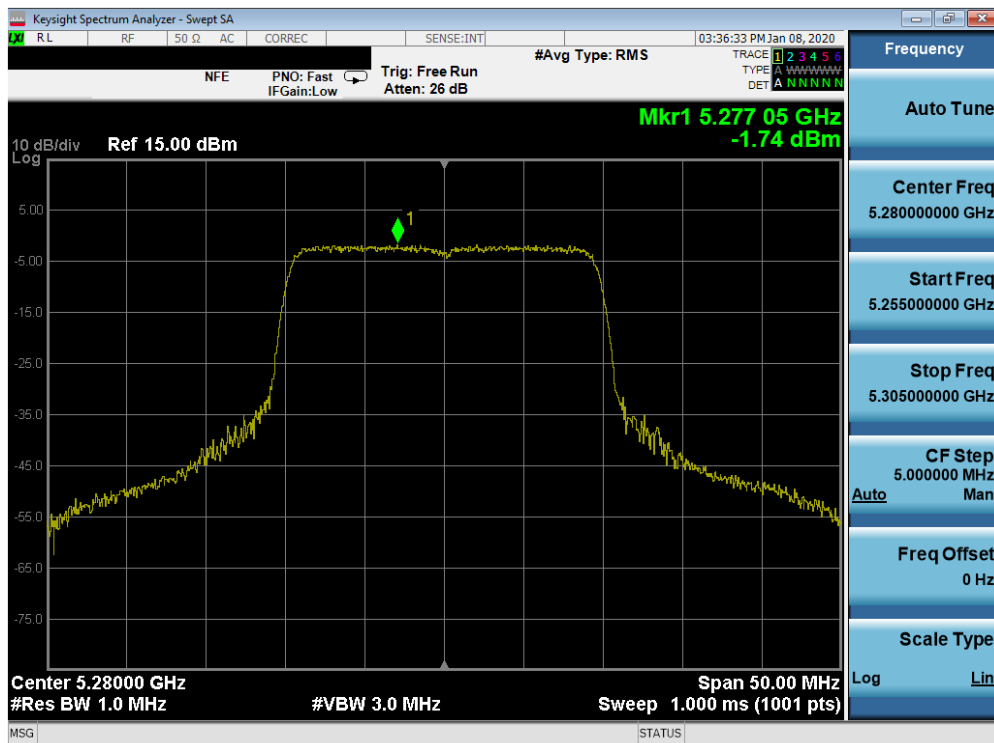 Keysight Spectrum Analyzer - Swept SA
LXI RL RF 50 Ω AC CORREC SENSE:INT 03:36:33 PM Jan 08, 2020
#Avg Type: RMS
TRACE 1 2 3 4 5 6
TYPE A WWWWW
DET A N N N N N
NFE PNO: Fast Trig: Free Run
IFGain:Low Atten: 26 dB
Mkr1 5.277 05 GHz
-1.74 dBm
10 dB/div Ref 15.00 dBm
Log
5.00
1
-5.00
-15.0
-25.0
-35.0
-45.0
-55.0
-65.0
-75.0
Center 5.28000 GHz Span 50.00 MHz
#Res BW 1.0 MHz #VBW 3.0 MHz Sweep 1.000 ms (1001 pts)
MSG STATUS
Frequency
Auto Tune
Center Freq
5.280000000 GHz
Start Freq
5.255000000 GHz
Stop Freq
5.305000000 GHz
CF Step
5.000000 MHz
Auto Man
Freq Offset
0 Hz
Scale Type
Log Lin